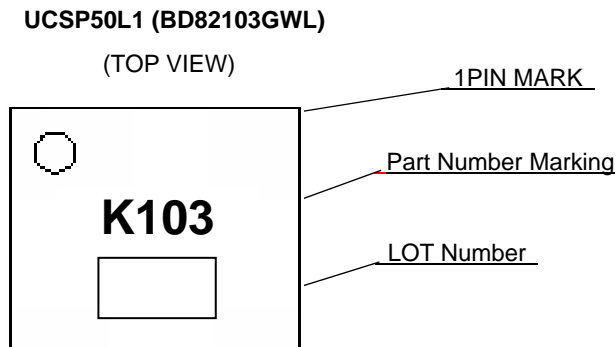 UCSP50L1 (BD82103GWL)
(TOP VIEW)
1PIN MARK
Part Number Marking
K103
LOT Number